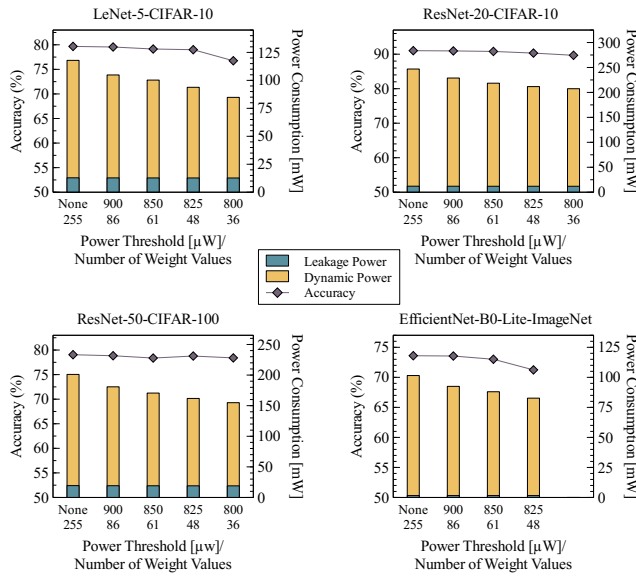 LeNet-5-CIFAR-10
Accuracy (%)
80
75
70
65
60
55
50
125
100
75
50
25
0
Power Consumption [mW]
None 900 850 825 800
255 86 61 48 36
Power Threshold [µW]/
Number of Weight Values
ResNet-20-CIFAR-10
Accuracy (%)
90
80
70
60
50
300
250
200
150
100
50
0
Power Consumption [mW]
None 900 850 825 800
255 86 61 48 36
Power Threshold [µW]/
Number of Weight Values
Leakage Power
Dynamic Power
Accuracy
ResNet-50-CIFAR-100
Accuracy (%)
80
75
70
65
60
55
50
250
200
150
100
50
0
Power Consumption [mW]
None 900 850 825 800
255 86 61 48 36
Power Threshold [µw]/
Number of Weight Values
EfficientNet-B0-Lite-ImageNet
Accuracy (%)
75
70
65
60
55
50
125
100
75
50
25
0
Power Consumption [mW]
None 900 850 825
255 86 61 48
Power Threshold [µW]/
Number of Weight Values